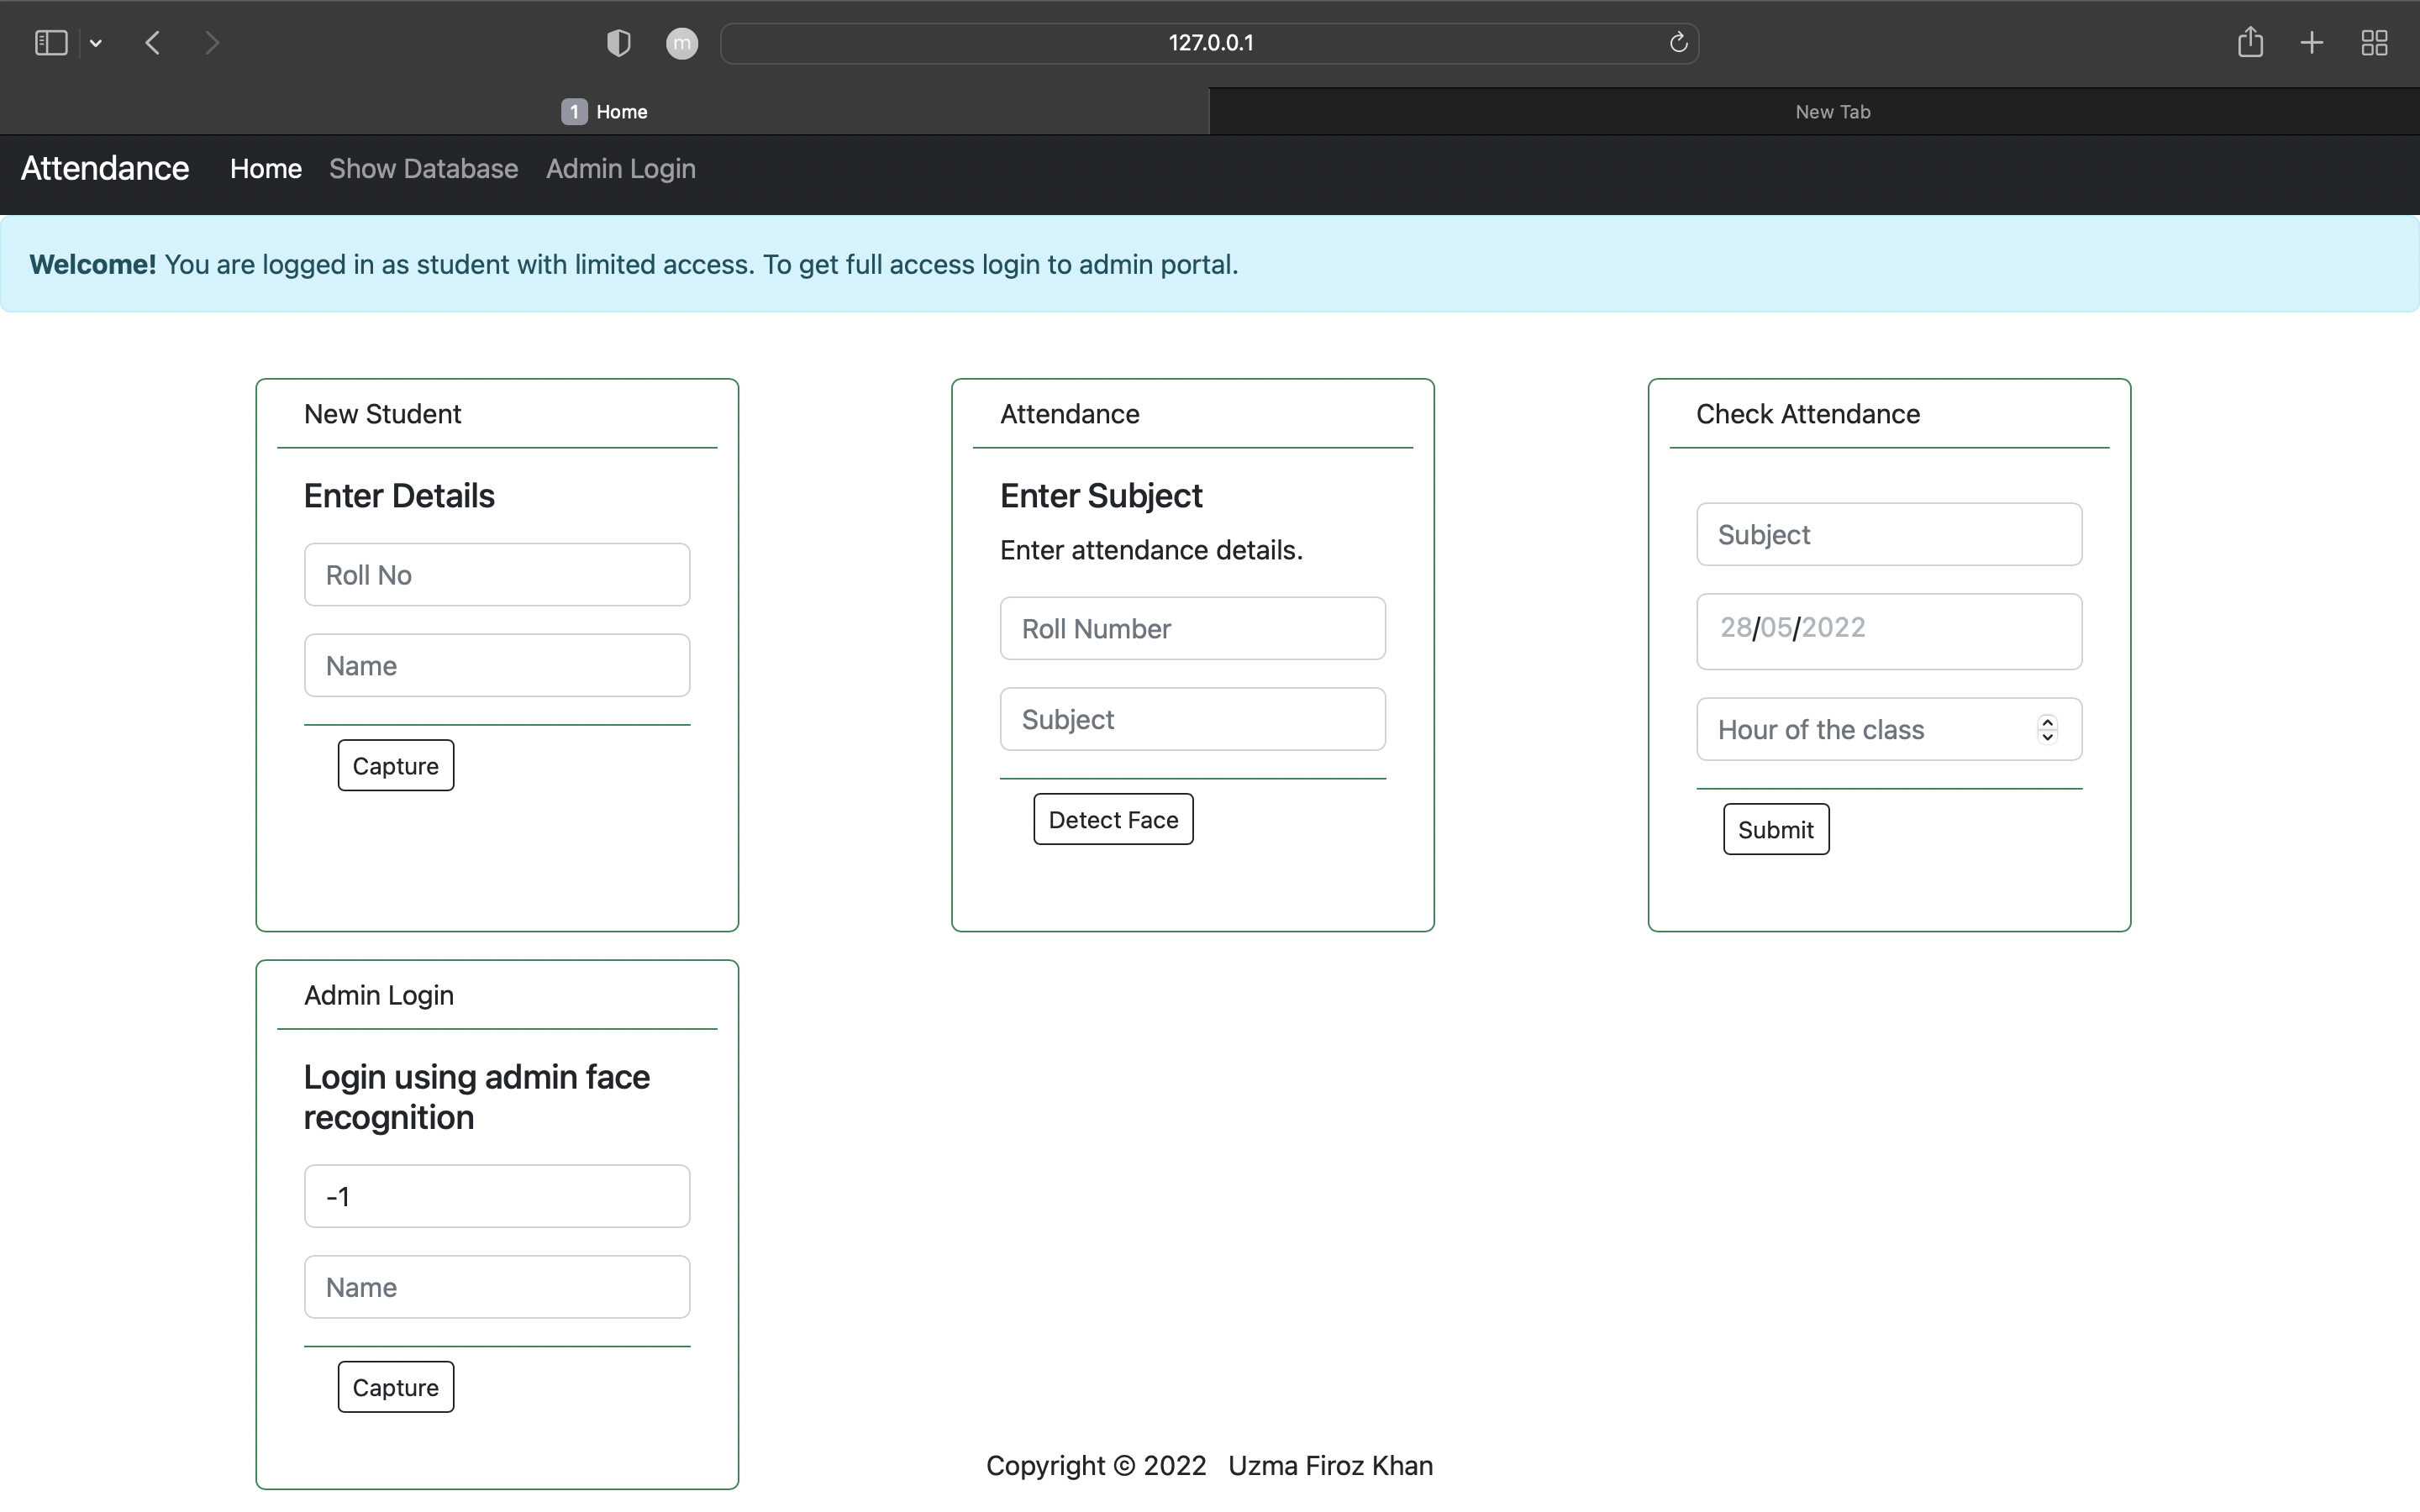 m
127.0.0.1
1 Home
New Tab
Attendance Home Show Database Admin Login
Welcome! You are logged in as student with limited access. To get full access login to admin portal.
New Student
Enter Details
Roll No
Name
Capture
Attendance
Enter Subject
Enter attendance details.
Roll Number
Subject
Detect Face
Check Attendance
Subject
28/05/2022
Hour of the class
Submit
Admin Login
Login using admin face
recognition
-1
Name
Capture
Copyright © 2022 Uzma Firoz Khan